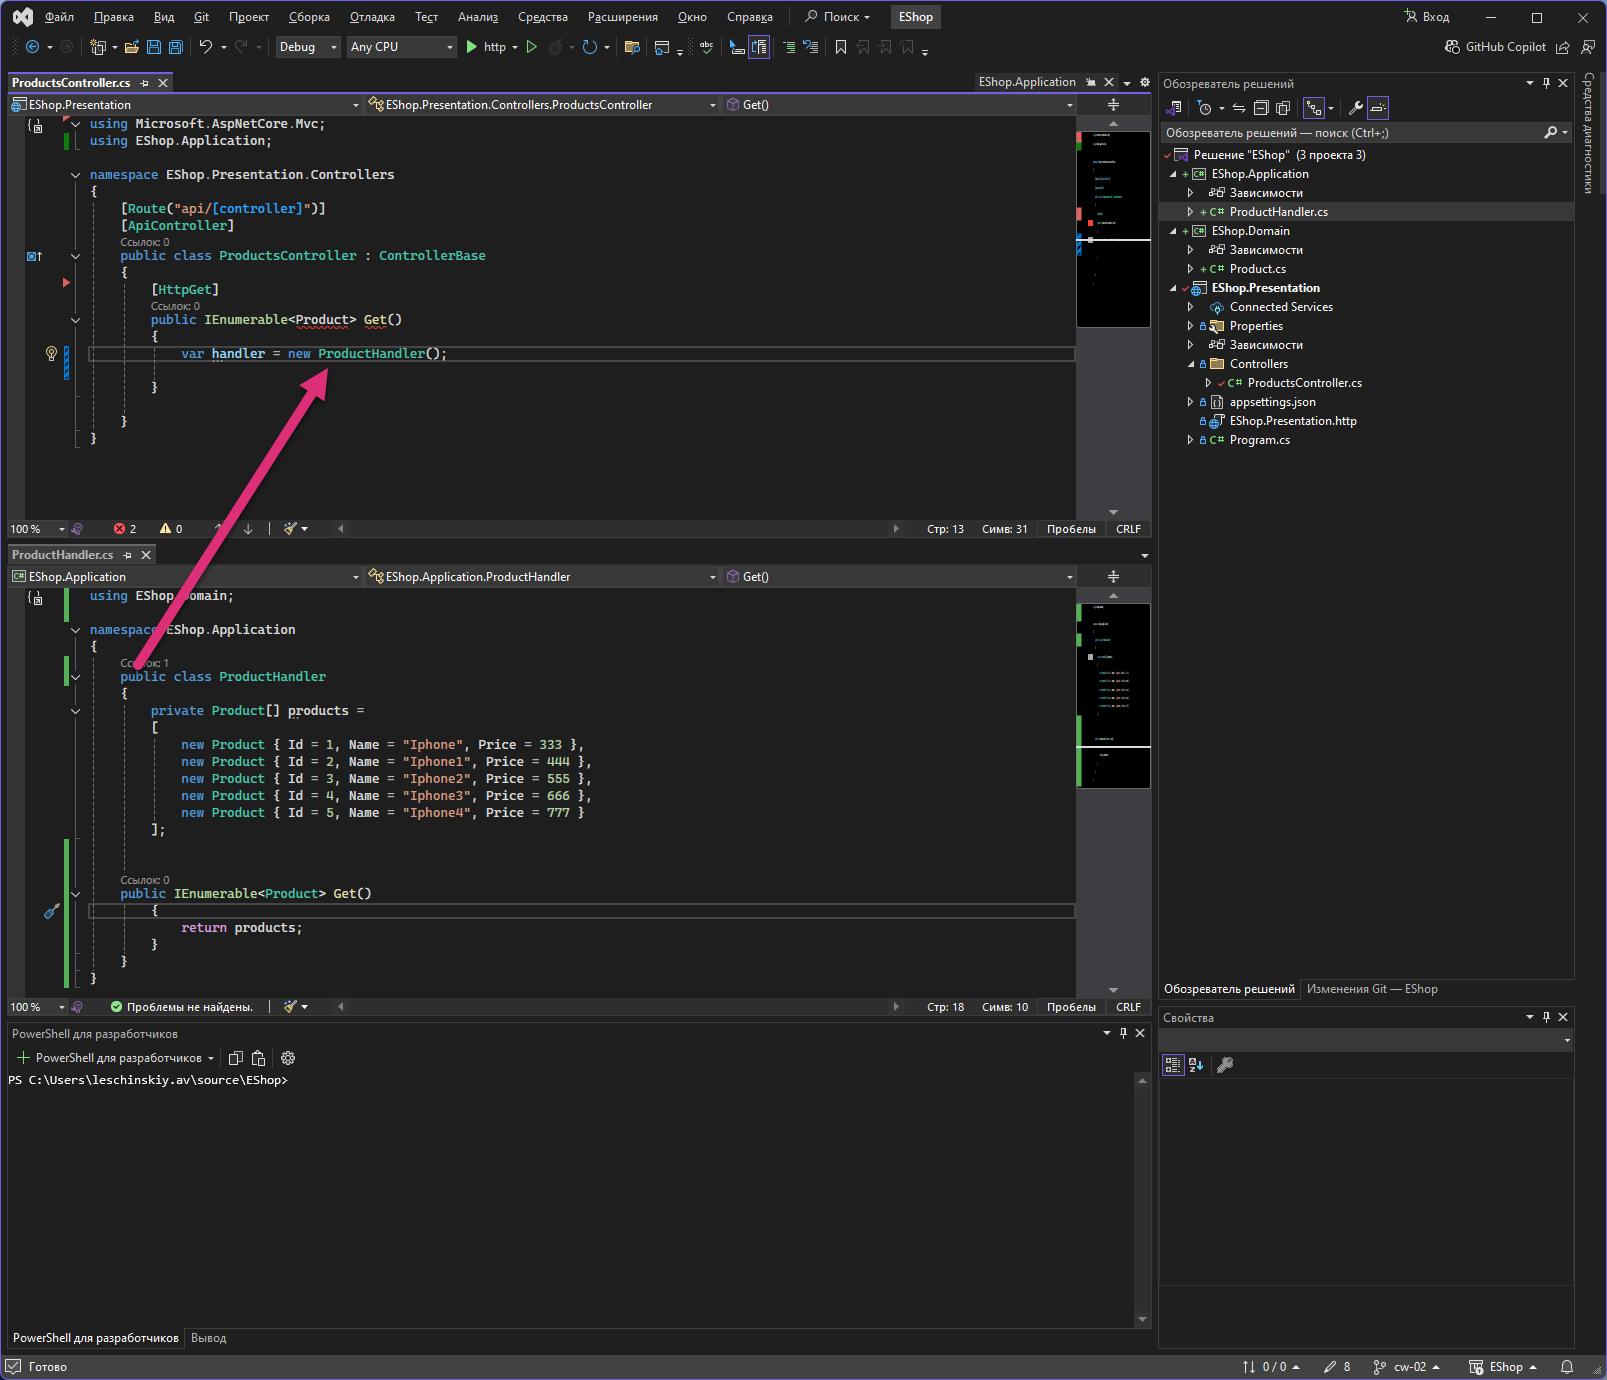 Файл Правка Вид Git Проект Сборка Отладка Тест Анализ Средства Расширения Окно Справка Поиск EShop Вход
Debug Any CPU http GitHub Copilot
ProductsController.cs EShop.Application
EShop.Presentation EShop.Presentation.Controllers.ProductsController Get()
using Microsoft.AspNetCore.Mvc;
using EShop.Application;
namespace EShop.Presentation.Controllers
{
[Route("api/[controller]")]
[ApiController]
Ссылок: 0
public class ProductsController : ControllerBase
{
[HttpGet]
Ссылок: 0
public IEnumerable<Product> Get()
{
var handler = new ProductHandler();
}
}
}
100 % 2 0 Стр: 13 Симв: 31 Пробелы CRLF
ProductHandler.cs
EShop.Application EShop.Application.ProductHandler Get()
using EShop.Domain;
namespace EShop.Application
{
Ссылок: 1
public class ProductHandler
{
private Product[] products =
[
new Product { Id = 1, Name = "Iphone", Price = 333 },
new Product { Id = 2, Name = "Iphone1", Price = 444 },
new Product { Id = 3, Name = "Iphone2", Price = 555 },
new Product { Id = 4, Name = "Iphone3", Price = 666 },
new Product { Id = 5, Name = "Iphone4", Price = 777 }
];
Ссылок: 0
public IEnumerable<Product> Get()
{
return products;
}
}
}
100 % Проблемы не найдены. Стр: 18 Симв: 10 Пробелы CRLF
PowerShell для разработчиков
PowerShell для разработчиков
PS C:\Users\leschinskiy.av\source\EShop>
PowerShell для разработчиков Вывод
Обозреватель решений
Обозреватель решений — поиск (Ctrl+;)
Решение "EShop" (3 проекта 3)
EShop.Application
Зависимости
ProductHandler.cs
EShop.Domain
Зависимости
Product.cs
EShop.Presentation
Connected Services
Properties
Зависимости
Controllers
ProductsController.cs
appsettings.json
EShop.Presentation.http
Program.cs
Обозреватель решений Изменения Git — EShop
Свойства
Средства диагностики
Готово 0 / 0 8 cw-02 EShop